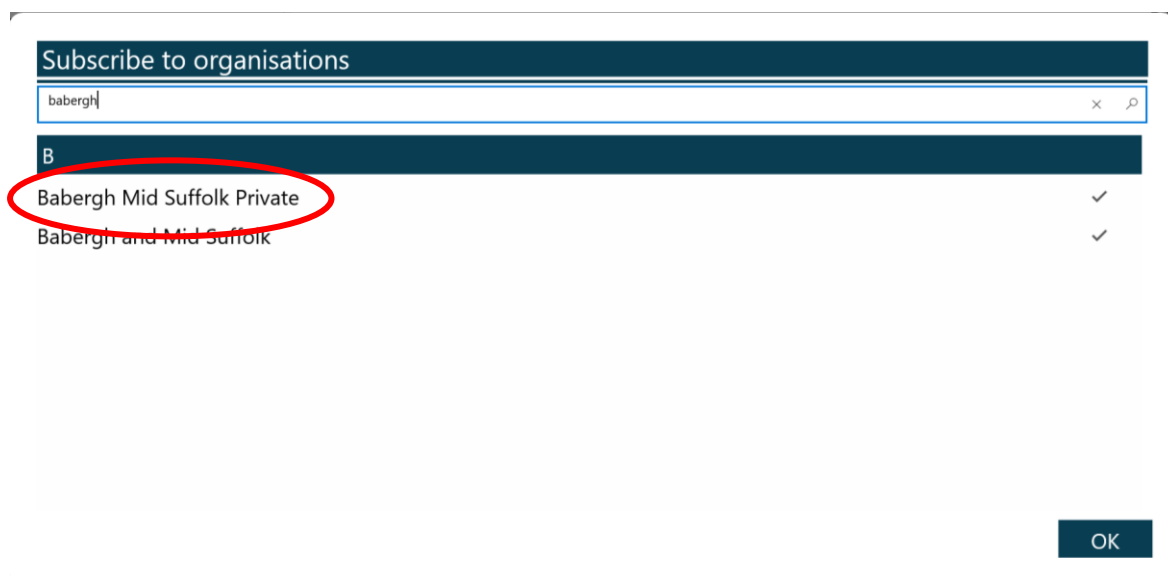 Subscribe to organisations
babergh
B
Babergh Mid Suffolk Private
Babergh and Mid Suffolk
OK